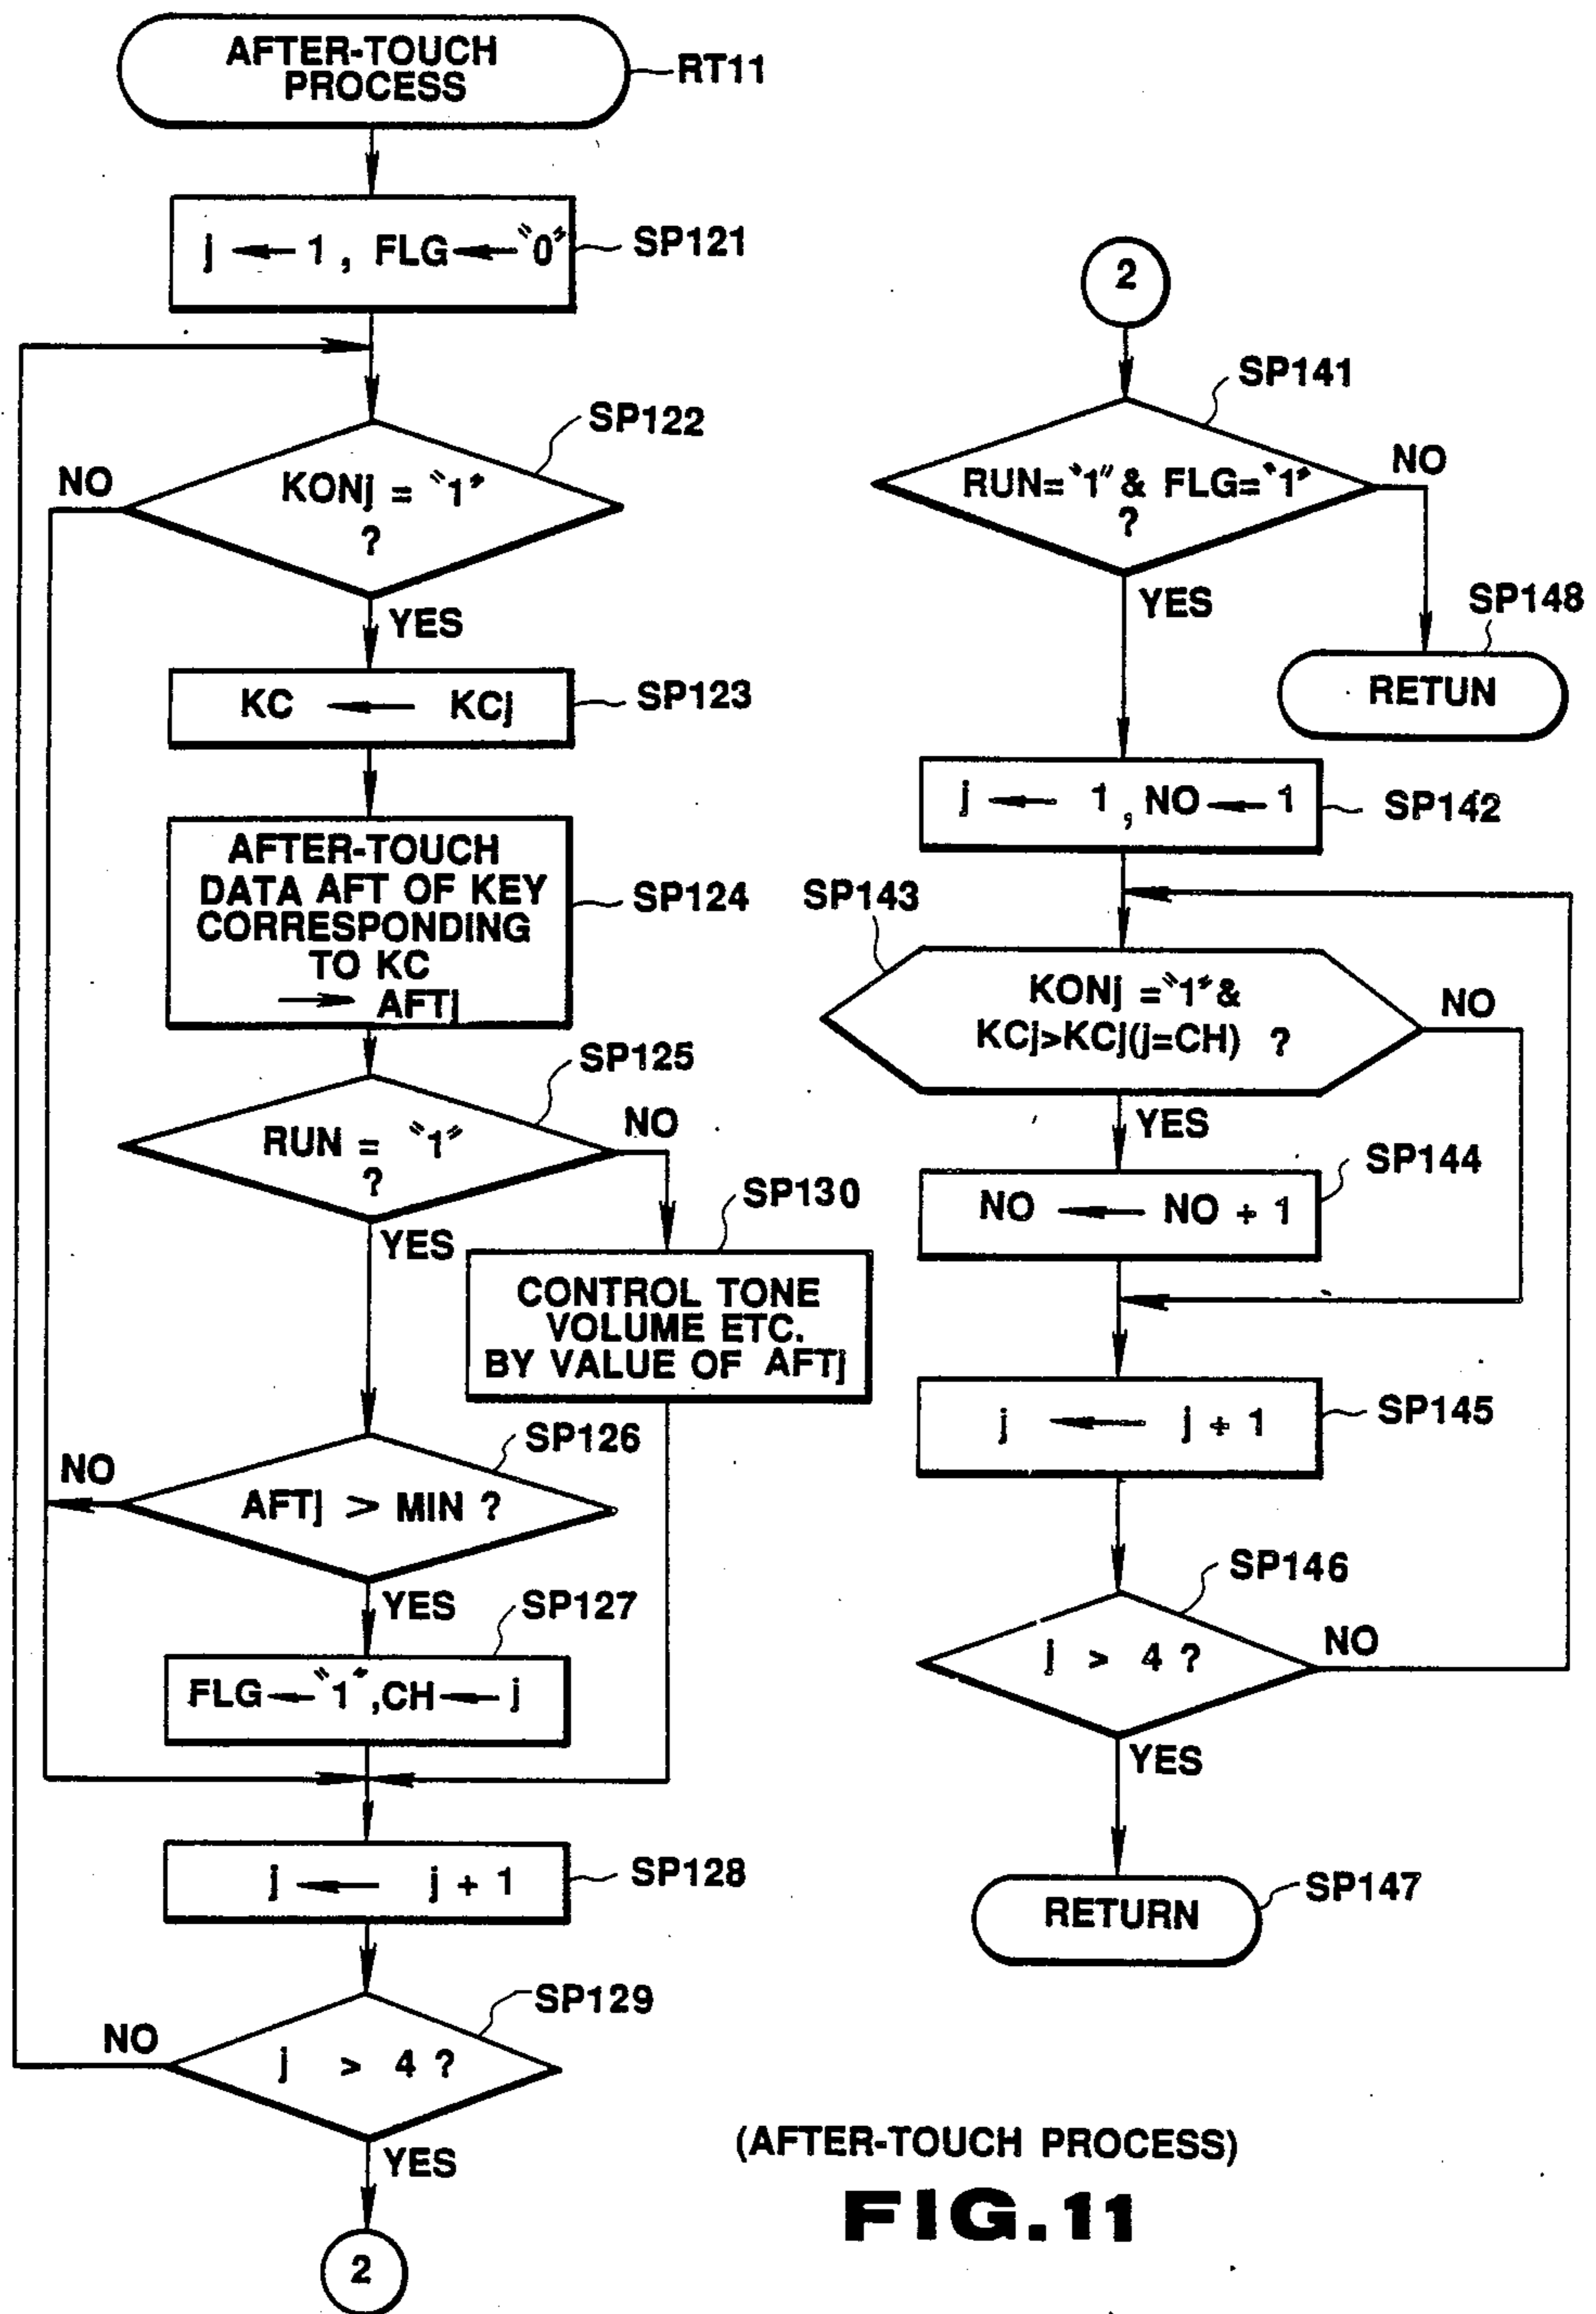 AFTER-TOUCH
PROCESS
RT11
j ← 1 , FLG ← "0"
SP121
SP122
KONj = "1"
?
NO
YES
KC ← KCj
SP123
AFTER-TOUCH
DATA AFT OF KEY
CORRESPONDING
TO KC
→ AFTj
SP124
SP125
RUN = "1"
?
NO
YES
SP130
CONTROL TONE
VOLUME ETC.
BY VALUE OF AFTj
SP126
AFTj > MIN ?
NO
YES
SP127
FLG ← "1" ,CH ← j
j ← j + 1
SP128
SP129
j > 4 ?
NO
YES
2
2
SP141
RUN="1" & FLG="1"
?
NO
YES
SP148
RETUN
j ← 1 , NO ← 1
SP142
SP143
KONj ="1"&
KCj>KCj(j=CH) ?
NO
YES
SP144
NO ← NO + 1
j ← j + 1
SP145
SP146
j > 4 ?
NO
YES
RETURN
SP147
(AFTER-TOUCH PROCESS)
FIG.11